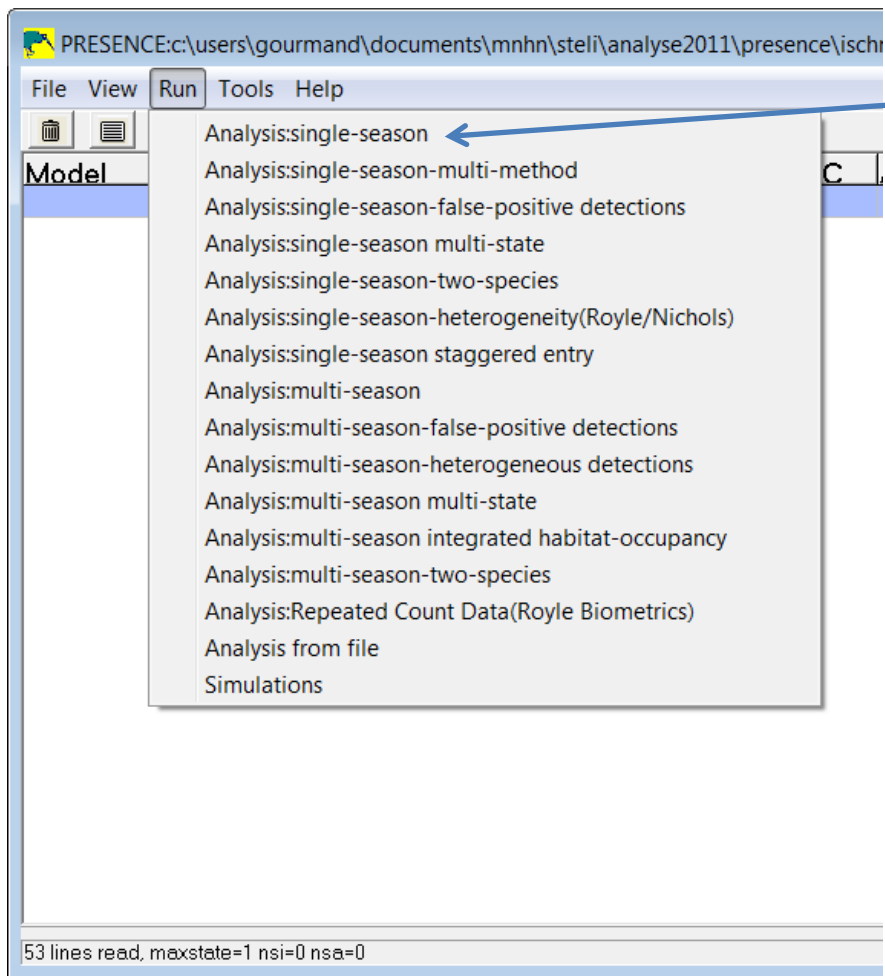 PRESENCE:c:\users\gourmand\documents\mnhn\steli\analyse2011\presence\ischn
File View Run Tools Help
Model C
Analysis:single-season
Analysis:single-season-multi-method
Analysis:single-season-false-positive detections
Analysis:single-season multi-state
Analysis:single-season-two-species
Analysis:single-season-heterogeneity(Royle/Nichols)
Analysis:single-season staggered entry
Analysis:multi-season
Analysis:multi-season-false-positive detections
Analysis:multi-season-heterogeneous detections
Analysis:multi-season multi-state
Analysis:multi-season integrated habitat-occupancy
Analysis:multi-season-two-species
Analysis:Repeated Count Data(Royle Biometrics)
Analysis from file
Simulations
53 lines read, maxstate=1 nsi=0 nsa=0